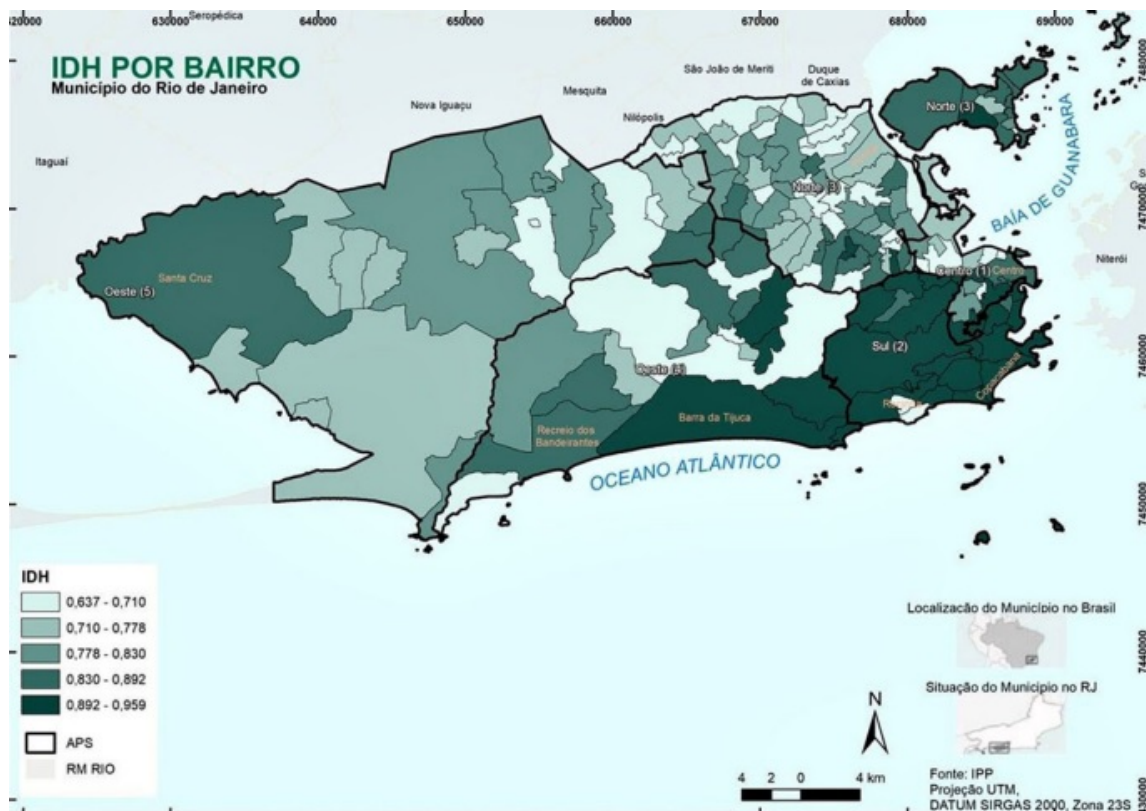 Seropédica
620000 630000 640000 650000 660000 670000 680000 690000
IDH POR BAIRRO
Município do Rio de Janeiro
São João de Meriti
Duque
de Caxias
Mesquita
Nova Iguaçu
Nilópolis
Itaguaí
Norte (3)
BAÍA DE GUANABARA
Norte (3)
Niterói
Santa Cruz
Oeste (5)
Centro (1)
Centro
Sul (2)
Oeste (4)
Copacabana
Barra da Tijuca
Recreio dos
Bandeirantes
OCEANO ATLÂNTICO
7470000
7460000
7450000
7440000
IDH
0,637 - 0,710
0,710 - 0,778
0,778 - 0,830
0,830 - 0,892
0,892 - 0,959
APS
RM RIO
Localização do Município no Brasil
Situação do Município no RJ
N
4 2 0 4 km
Fonte: IPP
Projeção UTM,
DATUM SIRGAS 2000, Zona 23S